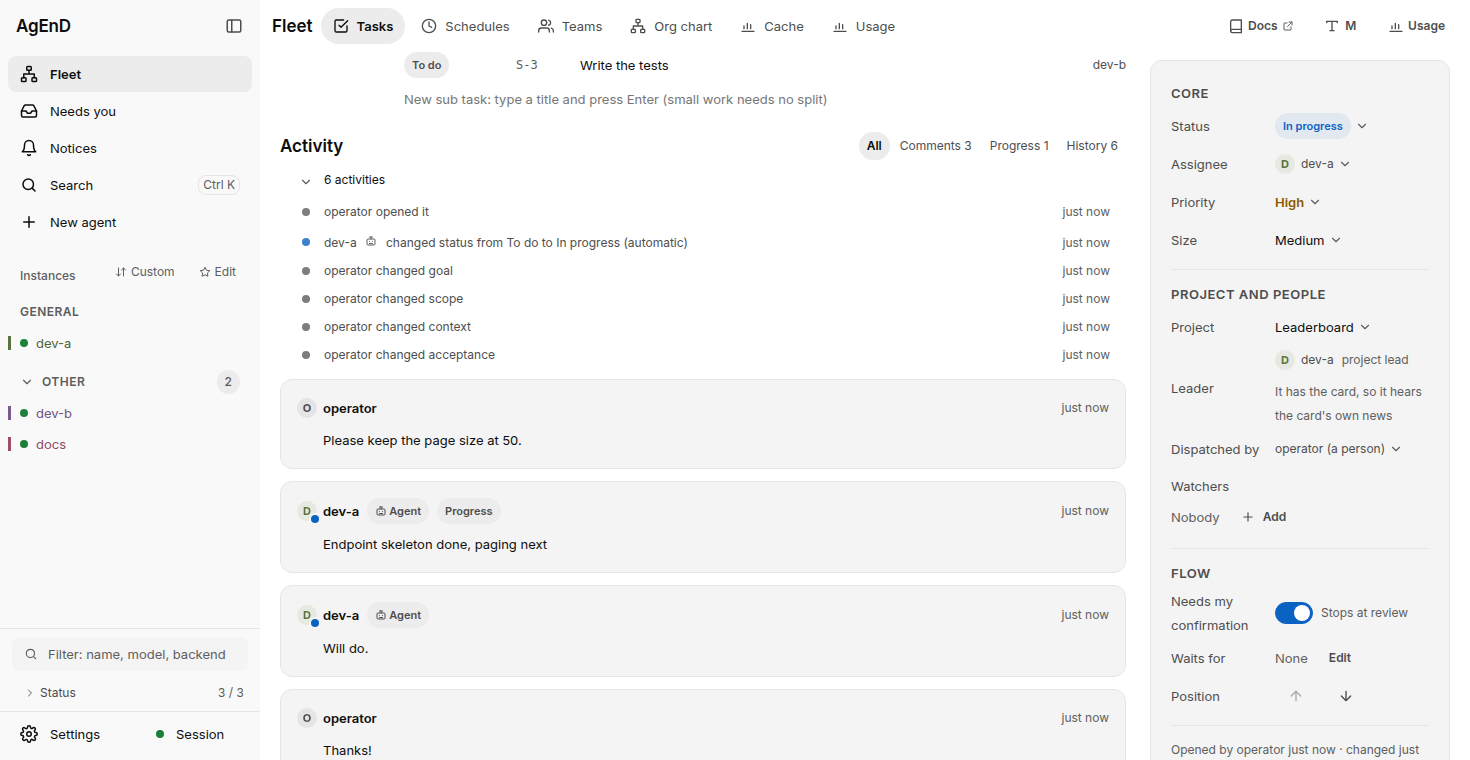 AgEnD
Fleet
Needs you
Notices
Search Ctrl K
New agent
Instances Custom Edit
GENERAL
dev-a
OTHER 2
dev-b
docs
Filter: name, model, backend
Status 3 / 3
Settings Session
Fleet Tasks Schedules Teams Org chart Cache Usage Docs M Usage
To do S-3 Write the tests dev-b
New sub task: type a title and press Enter (small work needs no split)
Activity All Comments 3 Progress 1 History 6
6 activities
operator opened it just now
dev-a changed status from To do to In progress (automatic) just now
operator changed goal just now
operator changed scope just now
operator changed context just now
operator changed acceptance just now
O operator just now
Please keep the page size at 50.
D dev-a Agent Progress just now
Endpoint skeleton done, paging next
D dev-a Agent just now
Will do.
O operator just now
Thanks!
CORE
Status In progress
Assignee D dev-a
Priority High
Size Medium
PROJECT AND PEOPLE
Project Leaderboard
D dev-a project lead
Leader It has the card, so it hears
the card's own news
Dispatched by operator (a person)
Watchers
Nobody Add
FLOW
Needs my
confirmation Stops at review
Waits for None Edit
Position
Opened by operator just now · changed just